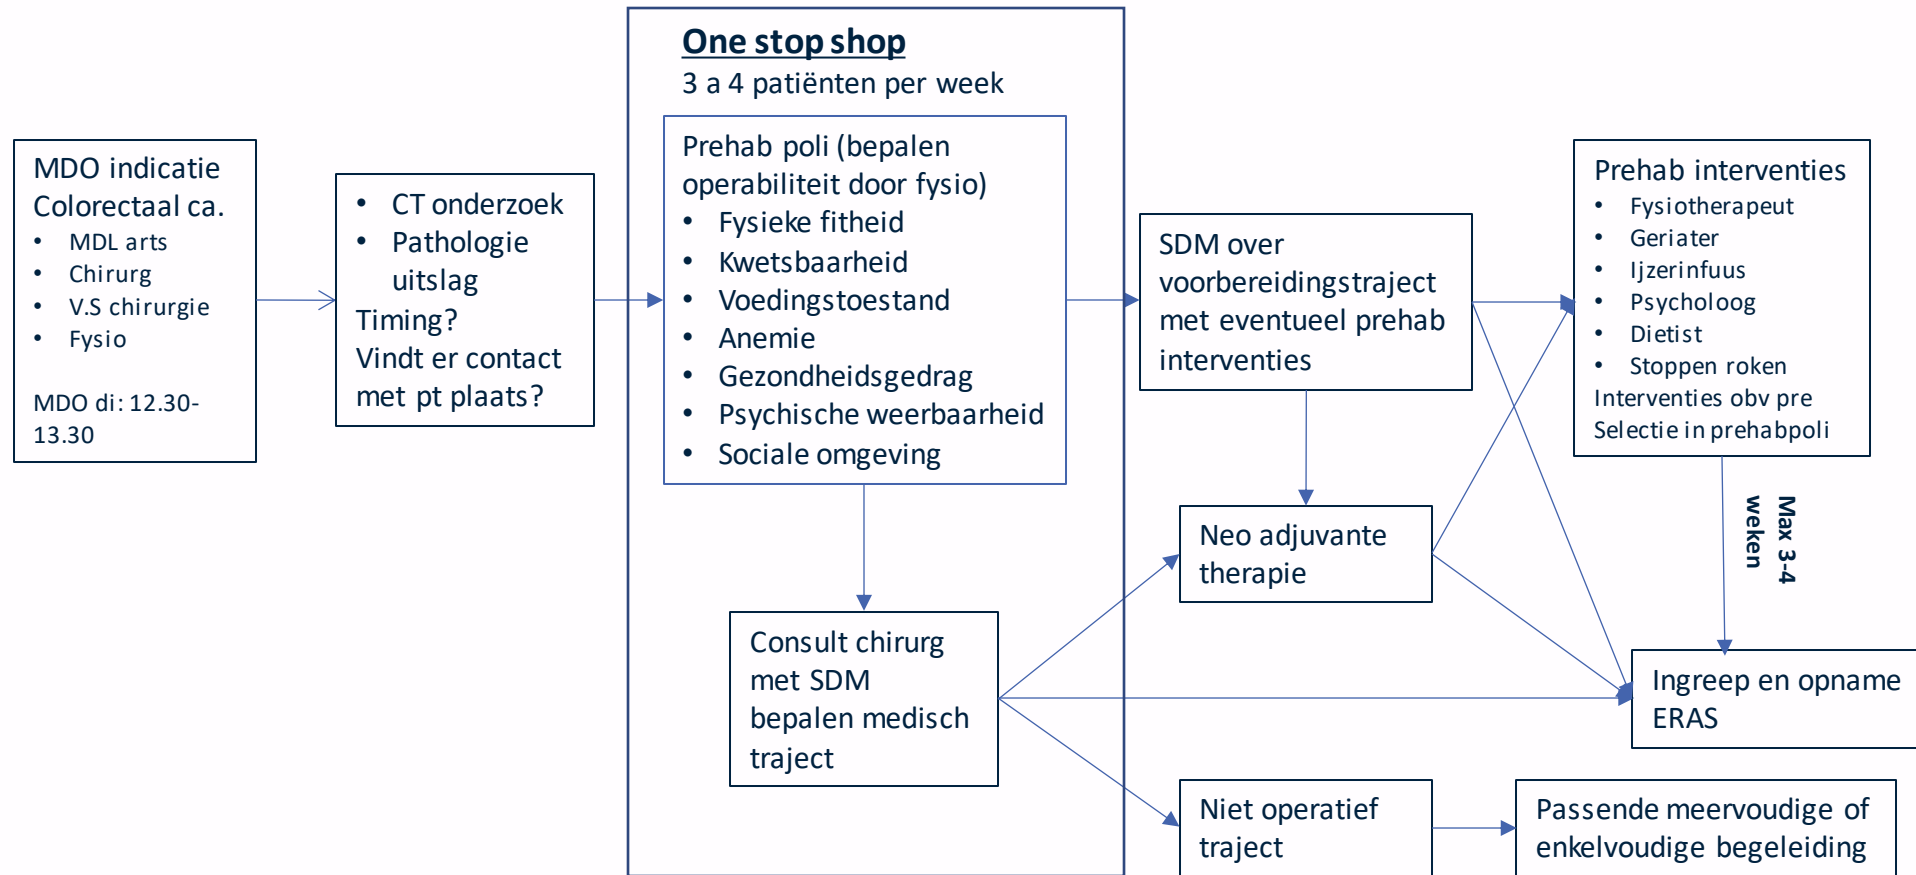 One stop shop
3 a 4 patiënten per week
MDO indicatie
Colorectaal ca.
• MDL arts
• Chirurg
• V.S chirurgie
• Fysio
MDO di: 12.30-
13.30
• CT onderzoek
• Pathologie
uitslag
Timing?
Vindt er contact
met pt plaats?
Prehab poli (bepalen
operabiliteit door fysio)
• Fysieke fitheid
• Kwetsbaarheid
• Voedingstoestand
• Anemie
• Gezondheidsgedrag
• Psychische weerbaarheid
• Sociale omgeving
Consult chirurg
met SDM
bepalen medisch
traject
SDM over
voorbereidingstraject
met eventueel prehab
interventies
Neo adjuvante
therapie
Niet operatief
traject
Prehab interventies
• Fysiotherapeut
• Geriater
• Ijzerinfuus
• Psycholoog
• Dietist
• Stoppen roken
Interventies obv pre
Selectie in prehabpoli
Max 3-4
weken
Ingreep en opname
ERAS
Passende meervoudige of
enkelvoudige begeleiding